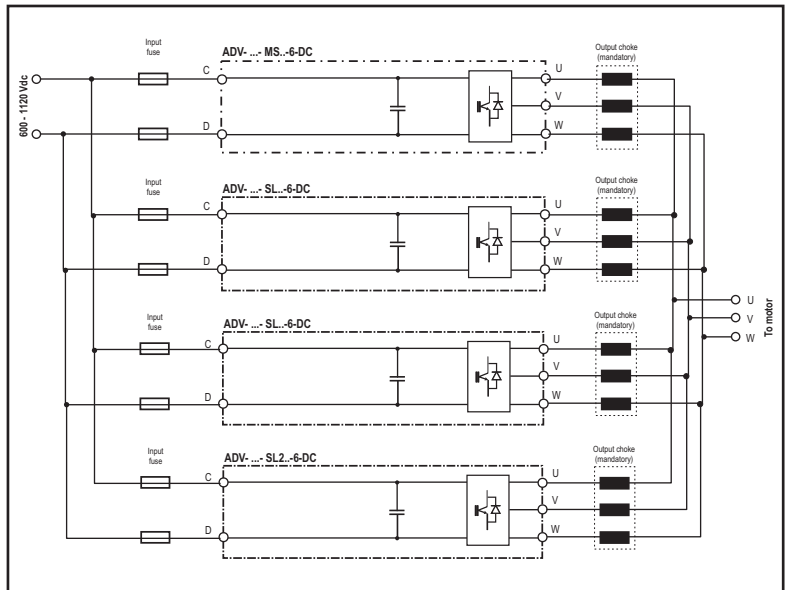 600 - 1120 Vdc
Input
fuse
ADV- ...- MS..-6-DC
C
D
U
V
W
Output choke
(mandatory)
Input
fuse
ADV- ...- SL..-6-DC
C
D
U
V
W
Output choke
(mandatory)
U
V
W
To motor
Input
fuse
ADV- ...- SL..-6-DC
C
D
U
V
W
Output choke
(mandatory)
Input
fuse
ADV- ...- SL2..-6-DC
C
D
U
V
W
Output choke
(mandatory)